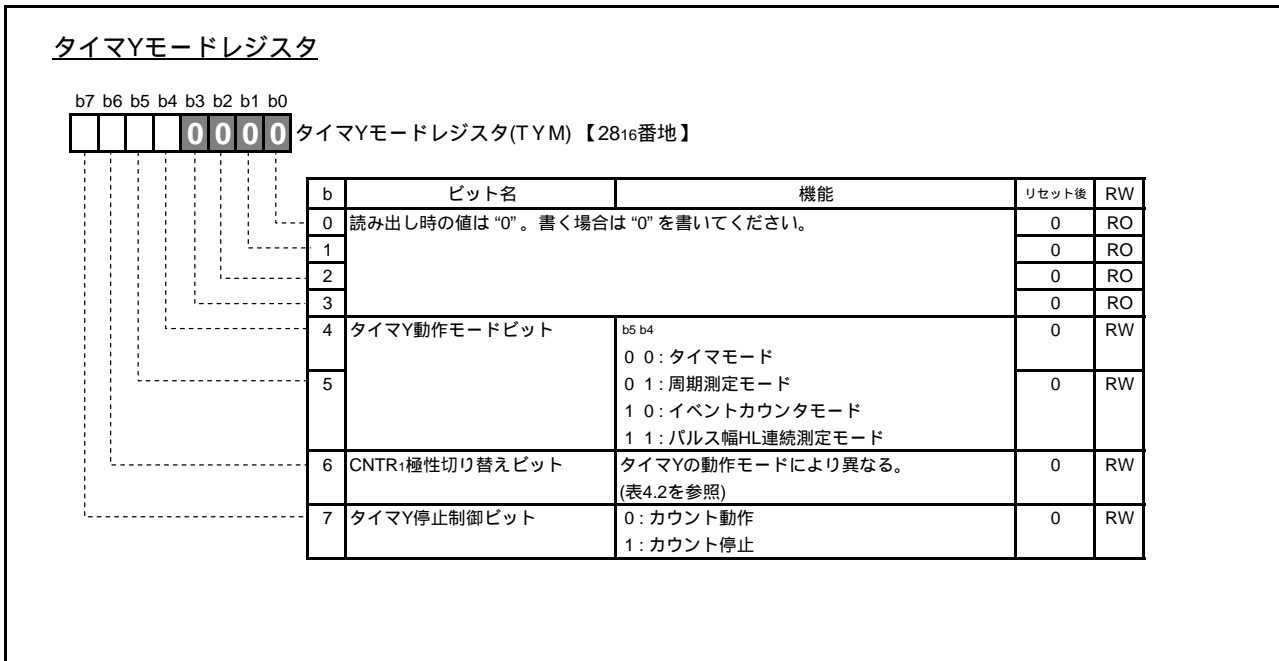 タイマYモードレジスタ
b7 b6 b5 b4 b3 b2 b1 b0
0 0 0 0 タイマYモードレジスタ(TYM)【2816番地】
b ビット名 機能 リセット後 RW
0 読み出し時の値は “0”。書く場合は “0” を書いてください。 0 RO
1 0 RO
2 0 RO
3 0 RO
4 タイマY動作モードビット b5 b4 0 RW
0 0 : タイマモード
5 0 1 : 周期測定モード 0 RW
1 0 : イベントカウンタモード
1 1 : パルス幅HL連続測定モード
6 CNTR1極性切り替えビット タイマYの動作モードにより異なる。 0 RW
(表4.2を参照)
7 タイマY停止制御ビット 0 : カウント動作 0 RW
1 : カウント停止